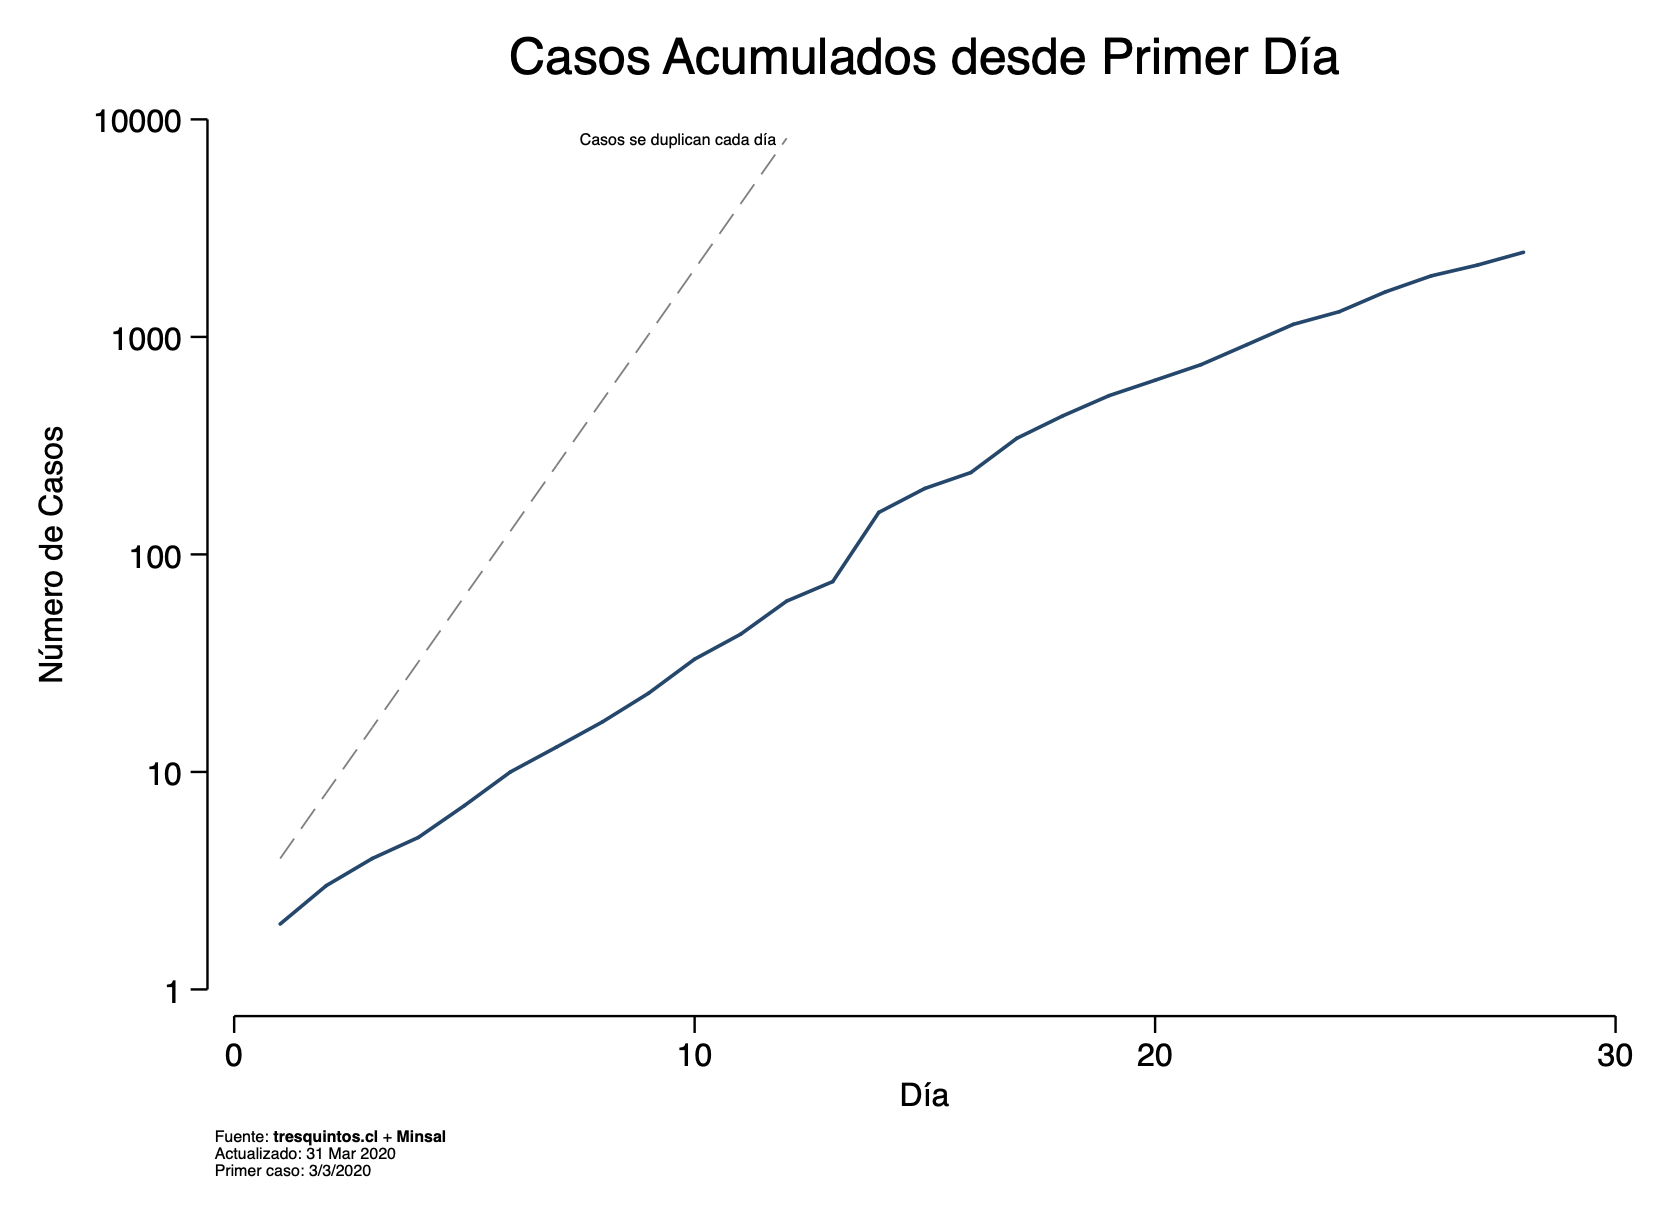 Casos Acumulados desde Primer Día
10000
Casos se duplican cada día
1000
100
10
1
Número de Casos
0 10 20 30
Día
Fuente: tresquintos.cl + Minsal
Actualizado: 31 Mar 2020
Primer caso: 3/3/2020